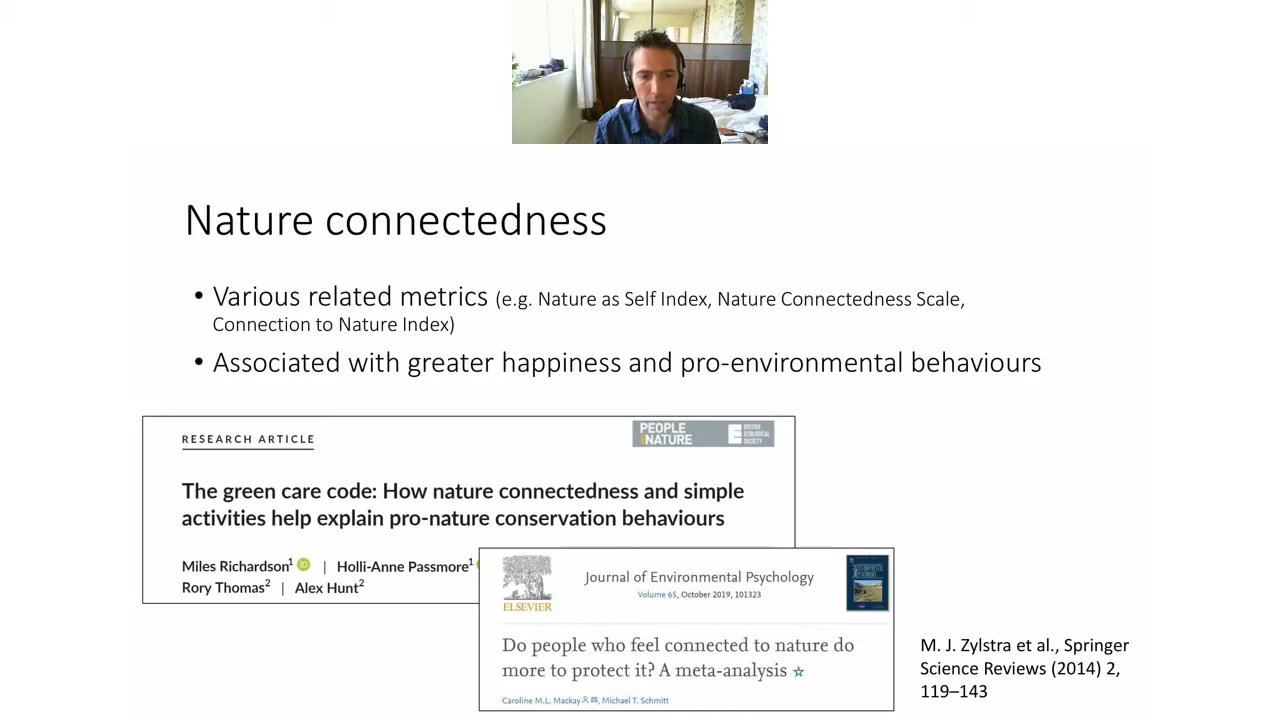 Nature connectedness
• Various related metrics (e.g. Nature as Self Index, Nature Connectedness Scale,
Connection to Nature Index)
• Associated with greater happiness and pro-environmental behaviours
RESEARCH ARTICLE
PEOPLE
NATURE
BRITISH
ECOLOGICAL
SOCIETY
The green care code: How nature connectedness and simple
activities help explain pro-nature conservation behaviours
Miles Richardson1 | Holli-Anne Passmore1
Rory Thomas2 | Alex Hunt2
ELSEVIER
Journal of Environmental Psychology
Volume 65, October 2019, 101323
Do people who feel connected to nature do
more to protect it? A meta-analysis ☆
Caroline M.L. Mackay, Michael T. Schmitt
M. J. Zylstra et al., Springer
Science Reviews (2014) 2,
119–143